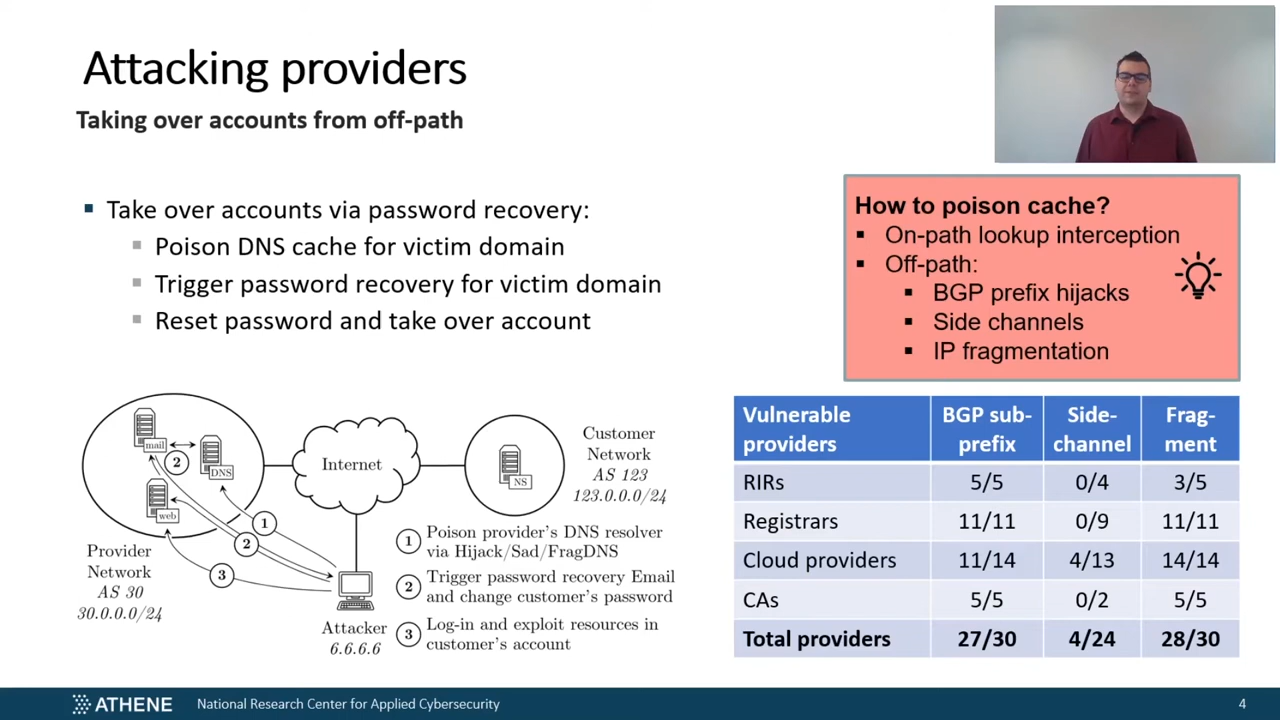 Attacking providers
Taking over accounts from off-path
▪ Take over accounts via password recovery:
▪ Poison DNS cache for victim domain
▪ Trigger password recovery for victim domain
▪ Reset password and take over account
How to poison cache?
▪ On-path lookup interception
▪ Off-path:
▪ BGP prefix hijacks
▪ Side channels
▪ IP fragmentation
mail
2
DNS
web
Provider
Network
AS 30
30.0.0.0/24
Internet
NS
Customer
Network
AS 123
123.0.0.0/24
1
2
3
Attacker
6.6.6.6
1 Poison provider's DNS resolver
via Hijack/Sad/FragDNS
2 Trigger password recovery Email
and change customer's password
3 Log-in and exploit resources in
customer's account
Vulnerable providers BGP sub-prefix Side-channel Frag-ment
RIRs 5/5 0/4 3/5
Registrars 11/11 0/9 11/11
Cloud providers 11/14 4/13 14/14
CAs 5/5 0/2 5/5
Total providers 27/30 4/24 28/30
ATHENE National Research Center for Applied Cybersecurity 4